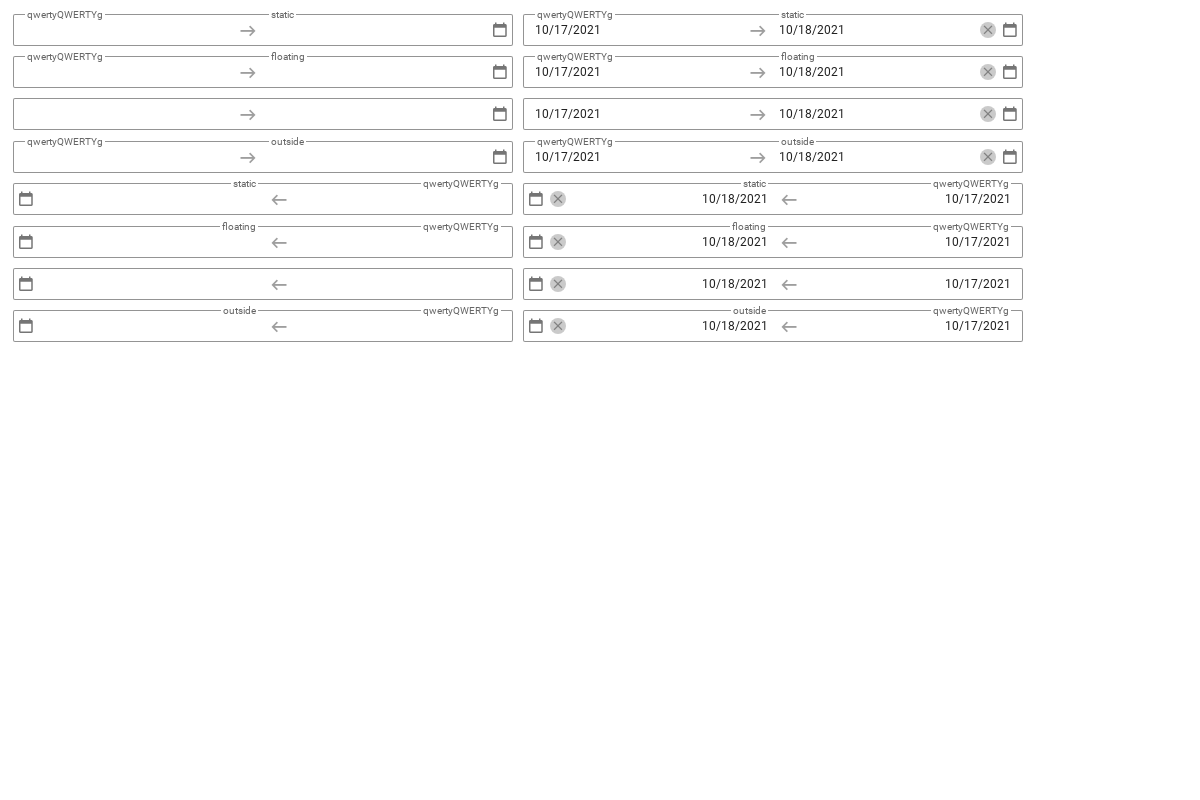 qwertyQWERTYg static qwertyQWERTYg static
10/17/2021 10/18/2021
qwertyQWERTYg floating qwertyQWERTYg floating
10/17/2021 10/18/2021
10/17/2021 10/18/2021
qwertyQWERTYg outside qwertyQWERTYg outside
10/17/2021 10/18/2021
static qwertyQWERTYg static qwertyQWERTYg
10/18/2021 10/17/2021
floating qwertyQWERTYg floating qwertyQWERTYg
10/18/2021 10/17/2021
10/18/2021 10/17/2021
outside qwertyQWERTYg outside qwertyQWERTYg
10/18/2021 10/17/2021